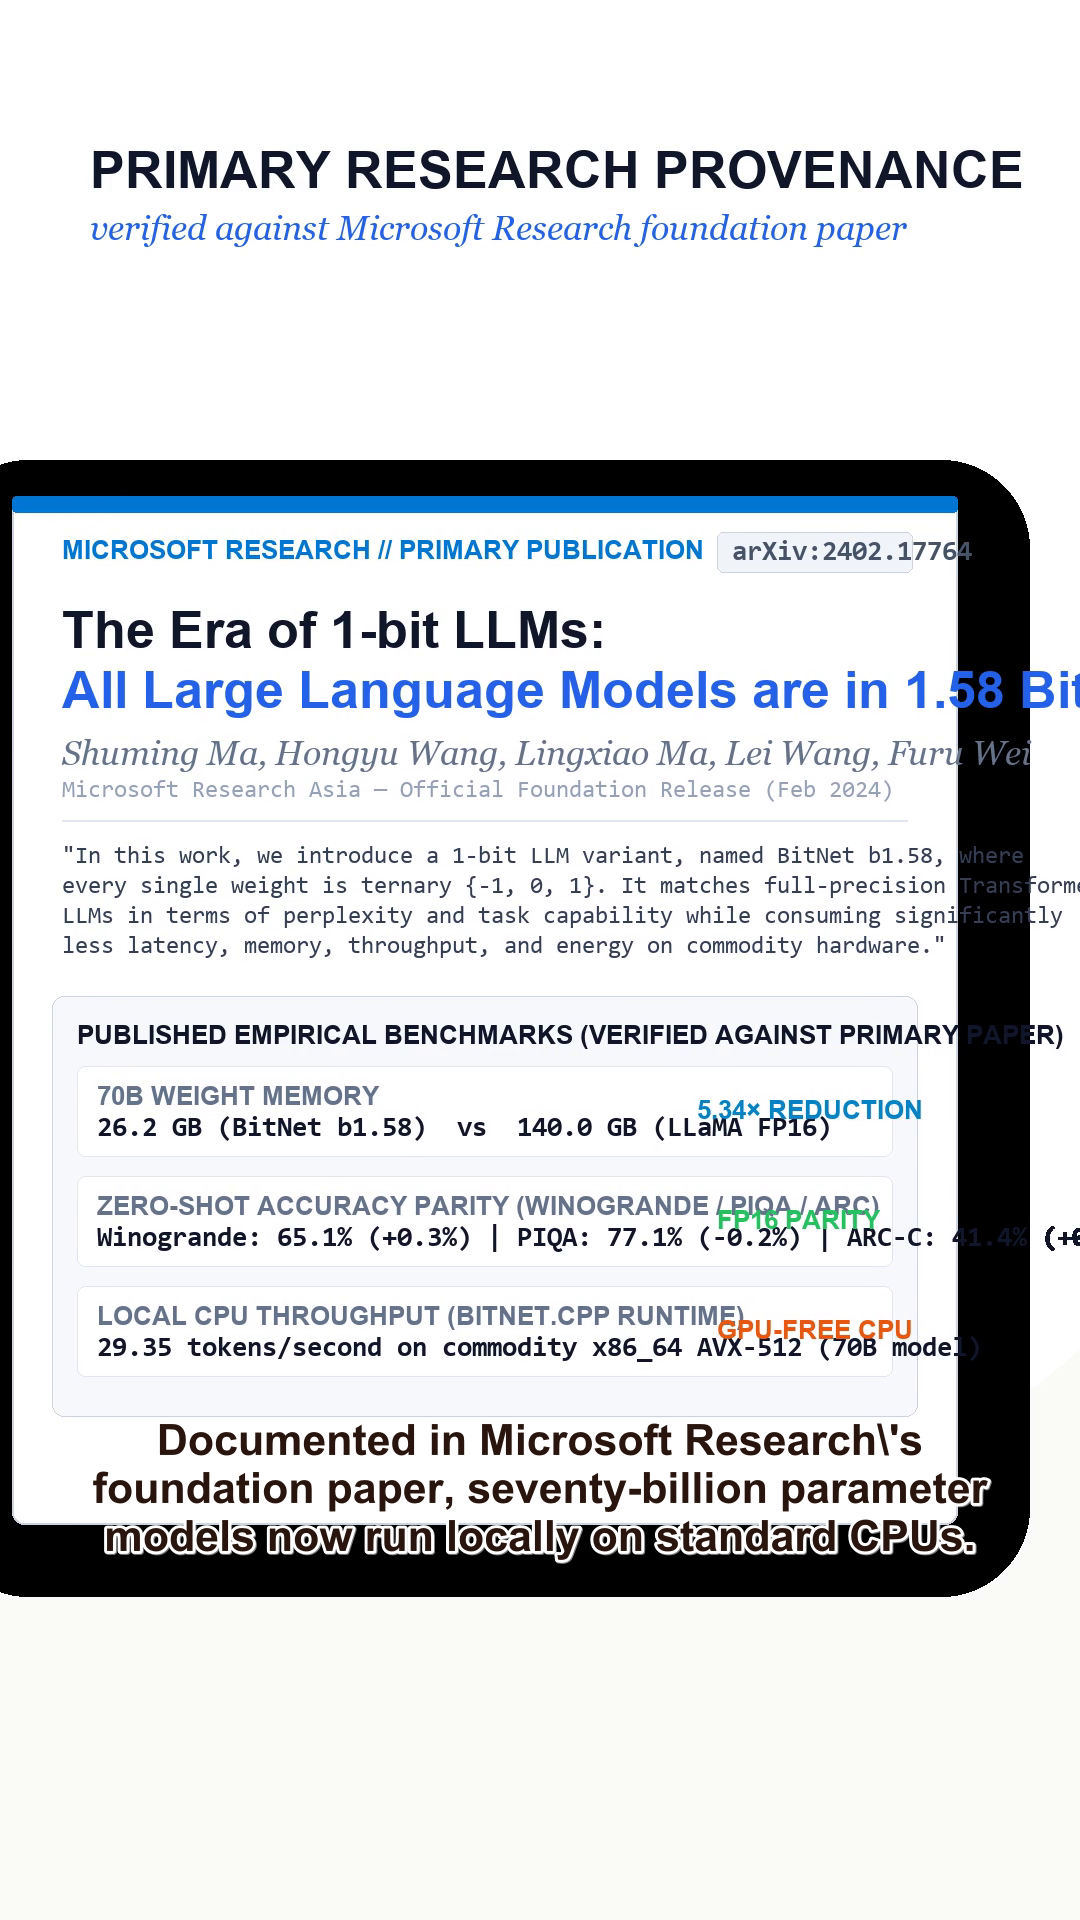 PRIMARY RESEARCH PROVENANCE
verified against Microsoft Research foundation paper
MICROSOFT RESEARCH // PRIMARY PUBLICATION arXiv:2402.17764
The Era of 1-bit LLMs:
All Large Language Models are in 1.58 Bit
Shuming Ma, Hongyu Wang, Lingxiao Ma, Lei Wang, Furu Wei
Microsoft Research Asia — Official Foundation Release (Feb 2024)
"In this work, we introduce a 1-bit LLM variant, named BitNet b1.58, where
every single weight is ternary {-1, 0, 1}. It matches full-precision Transforme
LLMs in terms of perplexity and task capability while consuming significantly
less latency, memory, throughput, and energy on commodity hardware."
PUBLISHED EMPIRICAL BENCHMARKS (VERIFIED AGAINST PRIMARY PAPER)
70B WEIGHT MEMORY
5.34× REDUCTION
26.2 GB (BitNet b1.58) vs 140.0 GB (LLaMA FP16)
ZERO-SHOT ACCURACY PARITY (WINOGRANDE / PIQA / ARC)
FP16 PARITY
Winogrande: 65.1% (+0.3%) | PIQA: 77.1% (-0.2%) | ARC-C: 41.4%
LOCAL CPU THROUGHPUT (BITNET.CPP RUNTIME)
GPU-FREE CPU
29.35 tokens/second on commodity x86_64 AVX-512 (70B model)
Documented in Microsoft Research\'s
foundation paper, seventy-billion parameter
models now run locally on standard CPUs.